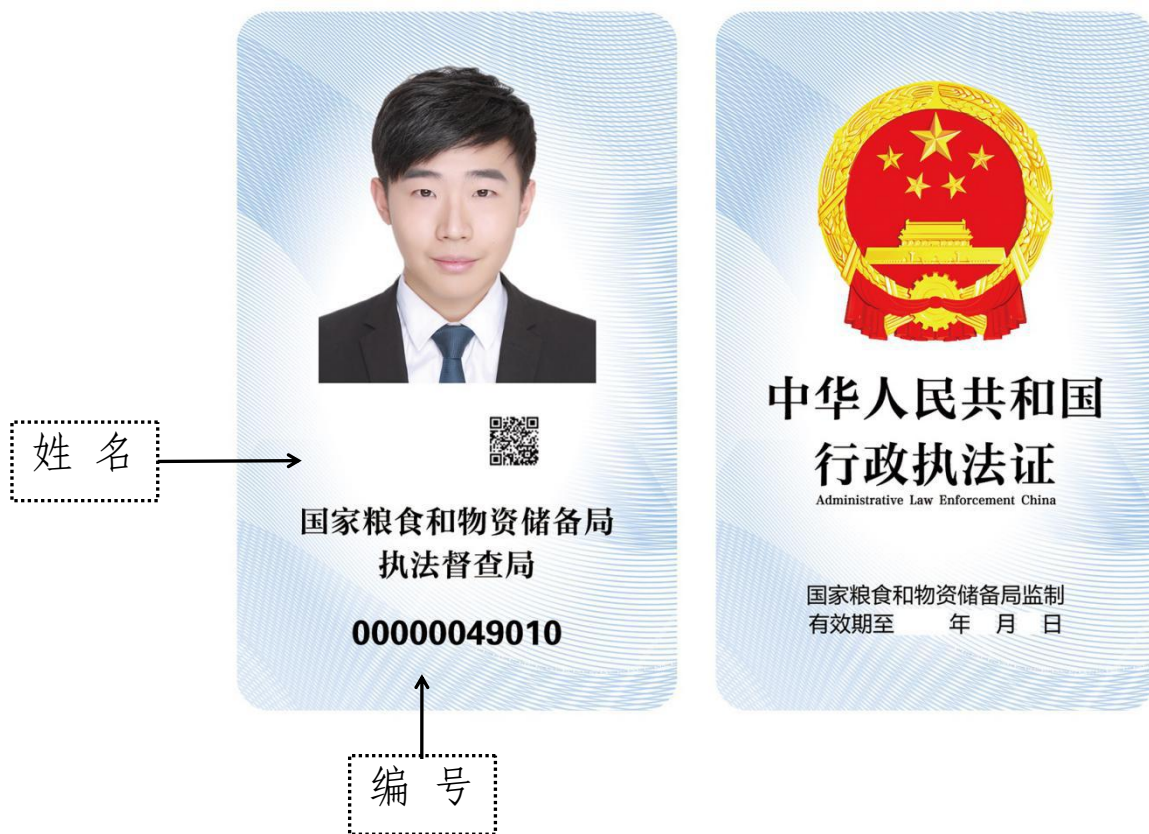 姓 名
国家粮食和物资储备局
执法督查局
00000049010
编 号
中华人民共和国
行政执法证
Administrative Law Enforcement China
国家粮食和物资储备局监制
有效期至 年 月 日